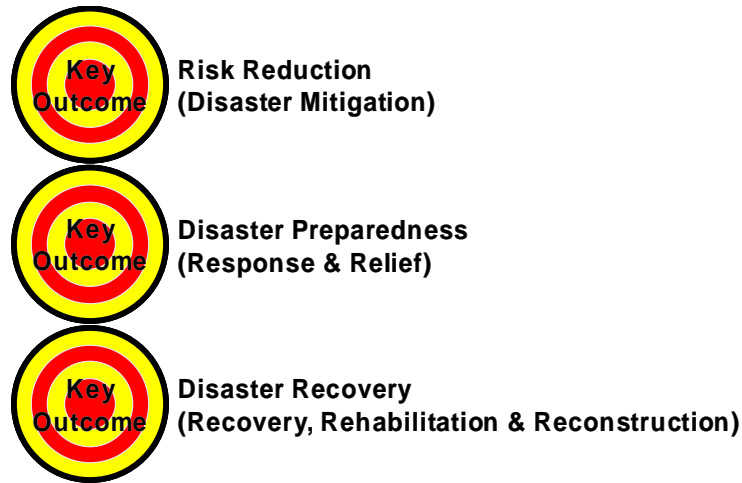 Key
Outcome
Risk Reduction
(Disaster Mitigation)
Key
Outcome
Disaster Preparedness
(Response & Relief)
Key
Outcome
Disaster Recovery
(Recovery, Rehabilitation & Reconstruction)